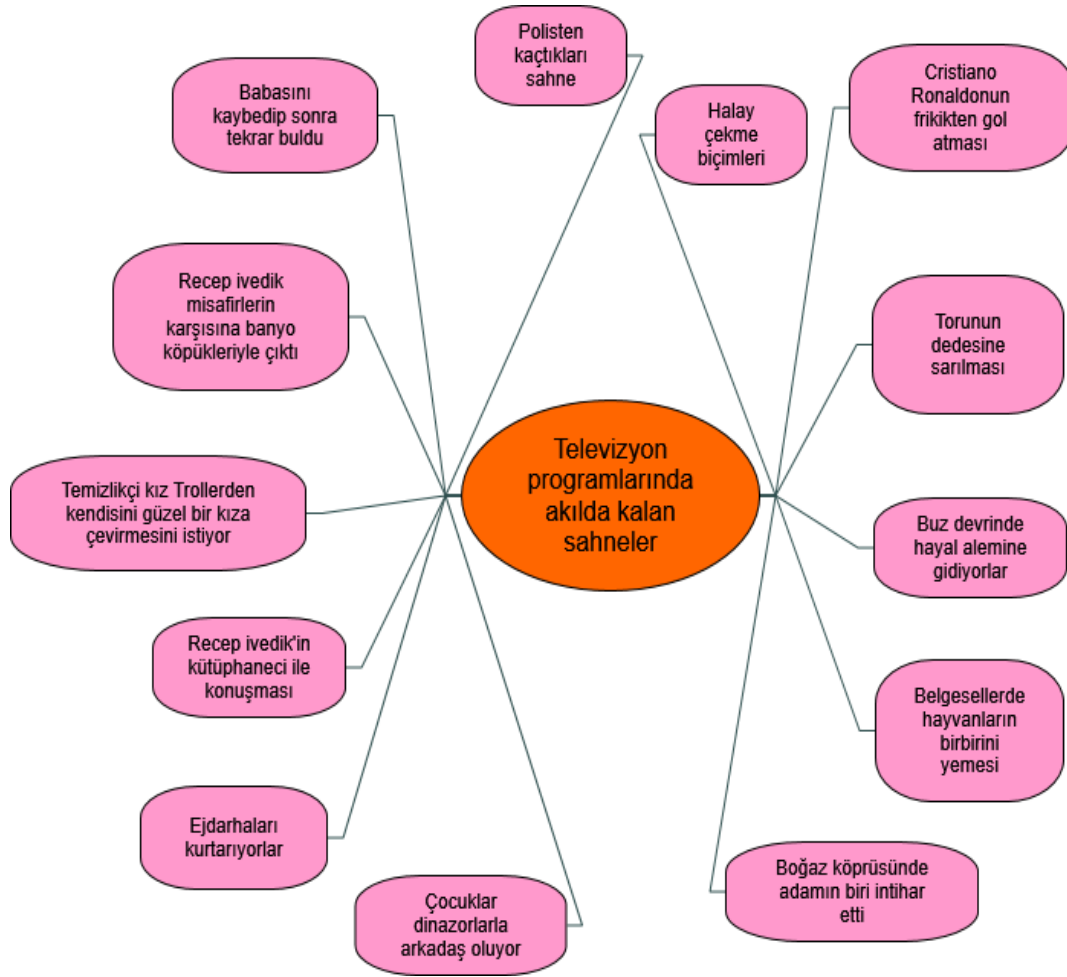 Polisten
kaçtıkları
sahne
Babasını
kaybedip sonra
tekrar buldu
Halay
çekme
biçimleri
Cristiano
Ronaldonun
frikikten gol
atması
Recep ivedik
misafirlerin
karşısına banyo
köpükleriyle çıktı
Torunun
dedesine
sarılması
Televizyon
programlarında
akılda kalan
sahneler
Temizlikçi kız Trollerden
kendisini güzel bir kıza
çevirmesini istiyor
Buz devrinde
hayal alemine
gidiyorlar
Recep ivedik'in
kütüphaneci ile
konuşması
Belgesellerde
hayvanların
birbirini
yemesi
Ejdarhaları
kurtarıyorlar
Çocuklar
dinazorlarla
arkadaş oluyor
Boğaz köprüsünde
adamın biri intihar
etti